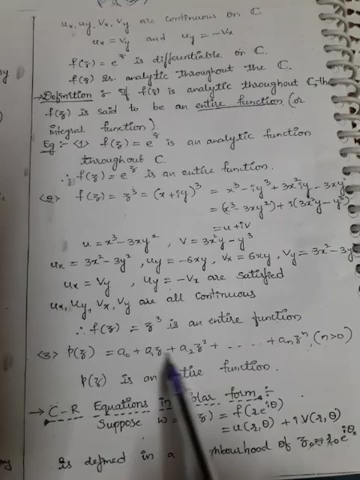 uₓ, u_y, vₓ, v_y are continuous on C.
uₓ = v_y and u_y = -vₓ
f(z) = e^z is differentiable on C.
f(z) is analytic throughout the C.
→ Definition :- If f(z) is analytic throughout C, the
f(z) is said to be an entire function (or
integral function)
Eg:- (1) f(z) = e^z is an analytic function
throughout C.
∴ f(z) = e^z is an entire function.
(2) f(z) = z³ = (x+iy)³ = x³ - iy³ + 3x²iy - 3xy²
= (x³ - 3xy²) + i(3x²y - y³)
= u + iv
u = x³ - 3xy², v = 3x²y - y³
uₓ = 3x² - 3y², u_y = -6xy, vₓ = 6xy, v_y = 3x² - 3y
uₓ = v_y, u_y = -vₓ are satisfied
uₓ, u_y, vₓ, v_y are all continuous
∴ f(z) = z³ is an entire function
(3) P(z) = a₀ + a₁z + a₂z² + ...... + aₙzⁿ, (n>0)
P(z) is an entire function.
→ C-R Equations in Polar form :-
Suppose w = z) = f(re^iθ)
= u(r,θ) + iv(r,θ)
is defined in a mbourhood of z₀ = r₀e^iθ₀